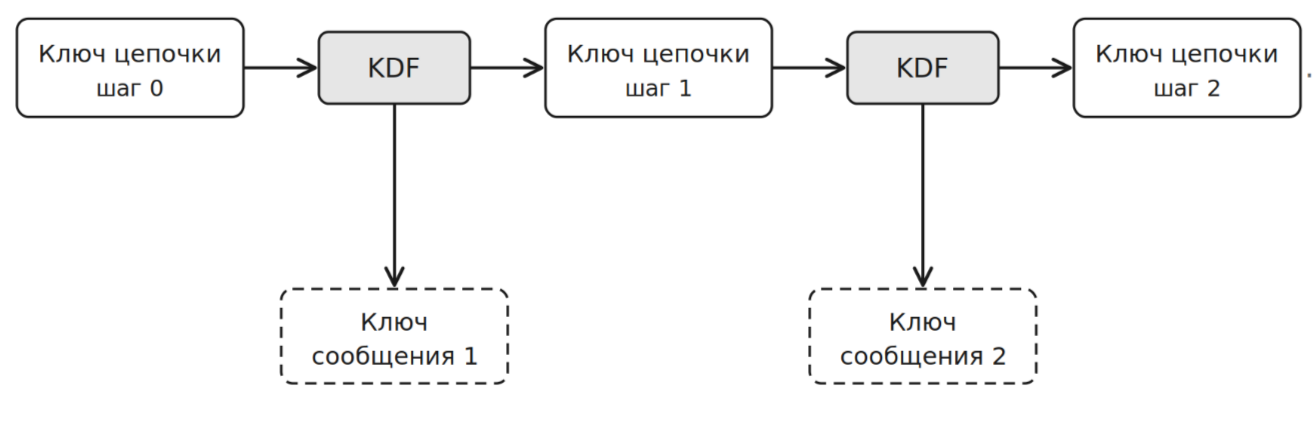 Ключ цепочки
шаг 0
KDF
Ключ цепочки
шаг 1
KDF
Ключ цепочки
шаг 2
.
Ключ
сообщения 1
Ключ
сообщения 2